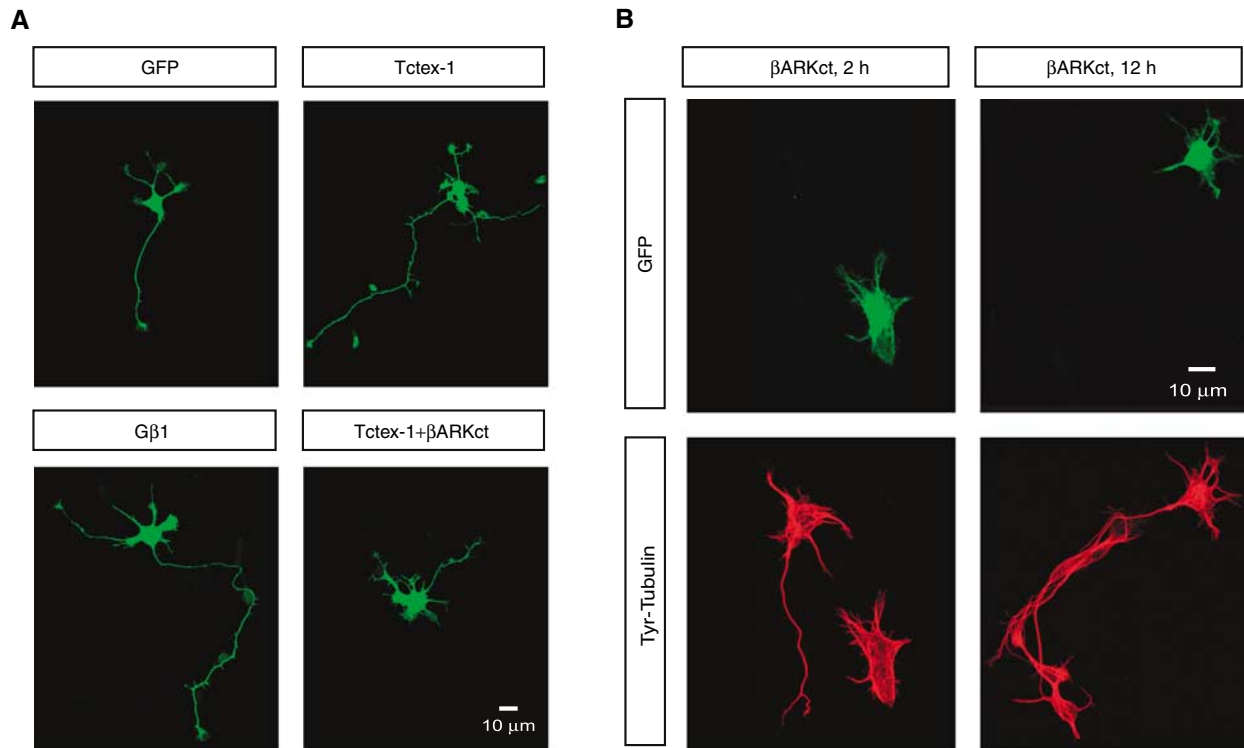 A
GFP
Tctex-1
Gβ1
Tctex-1+βARKct
10 μm
B
βARKct, 2 h
βARKct, 12 h
GFP
10 μm
Tyr-Tubulin